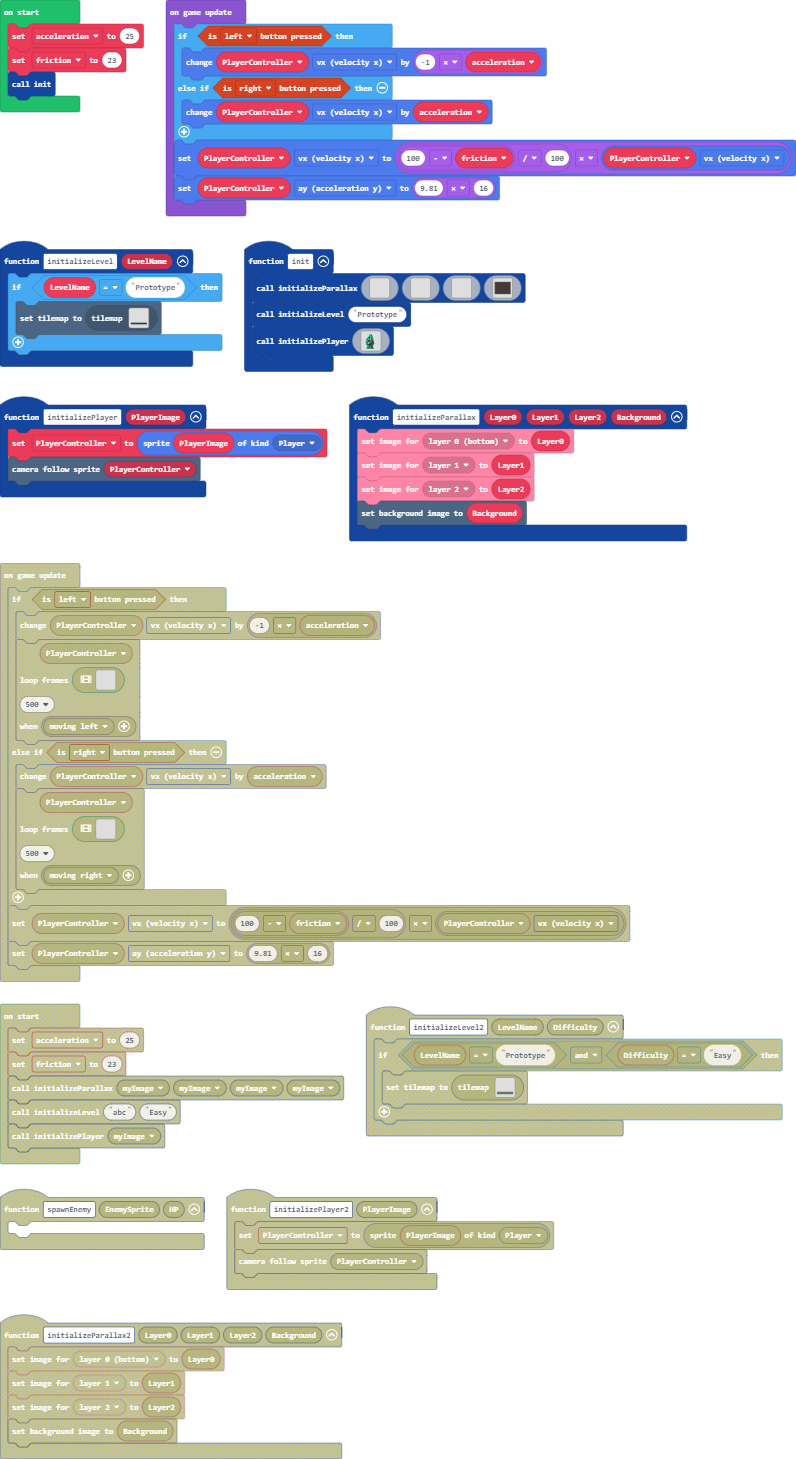 on start
set acceleration to 25
set friction to 23
call init
on game update
if is left button pressed then
change PlayerController vx (velocity x) by -1 × acceleration
else if is right button pressed then
change PlayerController vx (velocity x) by acceleration
set PlayerController vx (velocity x) to 100 - friction / 100 × PlayerController vx (velocity x)
set PlayerController ay (acceleration y) to 9.81 × 16
function initializeLevel LevelName
if LevelName = "Prototype" then
set tilemap to tilemap
function init
call initializeParallax
call initializeLevel "Prototype"
call initializePlayer
function initializePlayer PlayerImage
set PlayerController to sprite PlayerImage of kind Player
camera follow sprite PlayerController
function initializeParallax Layer0 Layer1 Layer2 Background
set image for layer 0 (bottom) to Layer0
set image for layer 1 to Layer1
set image for layer 2 to Layer2
set background image to Background
on game update
if is left button pressed then
change PlayerController vx (velocity x) by -1 × acceleration
PlayerController
loop frames
500
when moving left
else if is right button pressed then
change PlayerController vx (velocity x) by acceleration
PlayerController
loop frames
500
when moving right
set PlayerController vx (velocity x) to 100 - friction / 100 × PlayerController vx (velocity x)
set PlayerController ay (acceleration y) to 9.81 × 16
on start
set acceleration to 25
set friction to 23
call initializeParallax myImage myImage myImage myImage
call initializeLevel "abc" "Easy"
call initializePlayer myImage
function initializeLevel2 LevelName Difficulty
if LevelName = "Prototype" and Difficulty = "Easy" then
set tilemap to tilemap
function spawnEnemy EnemySprite HP
function initializePlayer2 PlayerImage
set PlayerController to sprite PlayerImage of kind Player
camera follow sprite PlayerController
function initializeParallax2 Layer0 Layer1 Layer2 Background
set image for layer 0 (bottom) to Layer0
set image for layer 1 to Layer1
set image for layer 2 to Layer2
set background image to Background